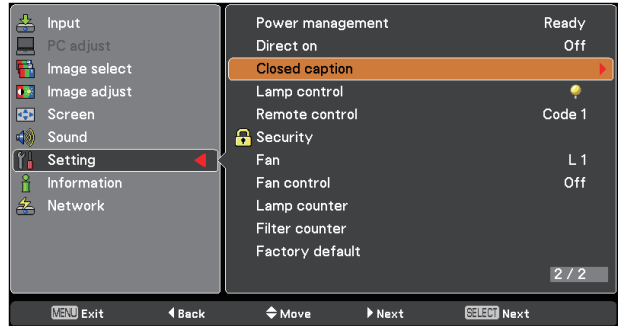 Input
PC adjust
Image select
Image adjust
Screen
Sound
Setting
Information
Network
Power management Ready
Direct on Off
Closed caption
Lamp control
Remote control Code 1
Security
Fan L 1
Fan control Off
Lamp counter
Filter counter
Factory default
2 / 2
MENU Exit Back Move Next SELECT Next